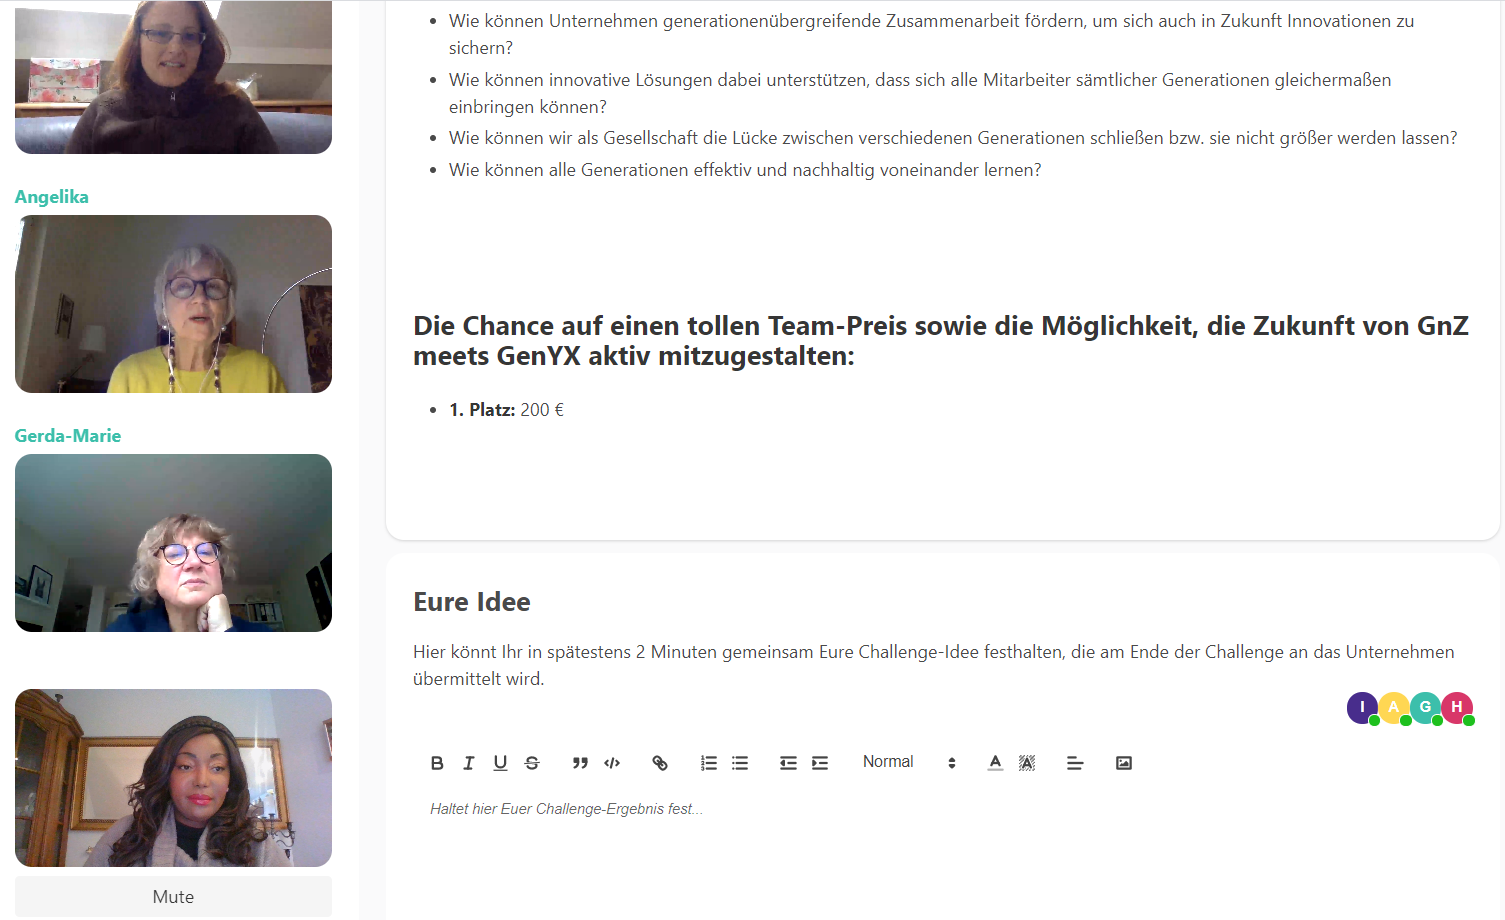 Wie können Unternehmen generationenübergreifende Zusammenarbeit fördern, um sich auch in Zukunft Innovationen zu
sichern?
Wie können innovative Lösungen dabei unterstützen, dass sich alle Mitarbeiter sämtlicher Generationen gleichermaßen
einbringen können?
Wie können wir als Gesellschaft die Lücke zwischen verschiedenen Generationen schließen bzw. sie nicht größer werden lassen?
Wie können alle Generationen effektiv und nachhaltig voneinander lernen?
Die Chance auf einen tollen Team-Preis sowie die Möglichkeit, die Zukunft von GnZ
meets GenYX aktiv mitzugestalten:
1. Platz: 200 €
Eure Idee
Hier könnt Ihr in spätestens 2 Minuten gemeinsam Eure Challenge-Idee festhalten, die am Ende der Challenge an das Unternehmen
übermittelt wird.
I A G H
B I U S Normal A A
Haltet hier Euer Challenge-Ergebnis fest...
Angelika
Gerda-Marie
Mute